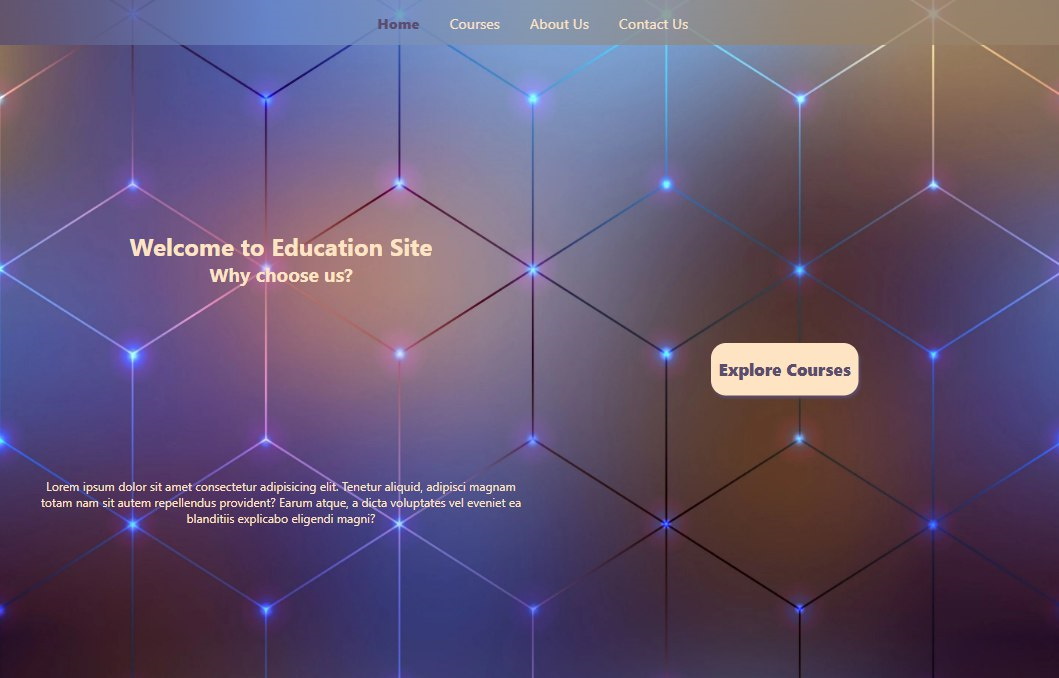 Home Courses About Us Contact Us
Welcome to Education Site
Why choose us?
Explore Courses
Lorem ipsum dolor sit amet consectetur adipisicing elit. Tenetur aliquid, adipisci magnam
totam nam sit autem repellendus provident? Earum atque, a dicta voluptates vel eveniet ea
blanditiis explicabo eligendi magni?